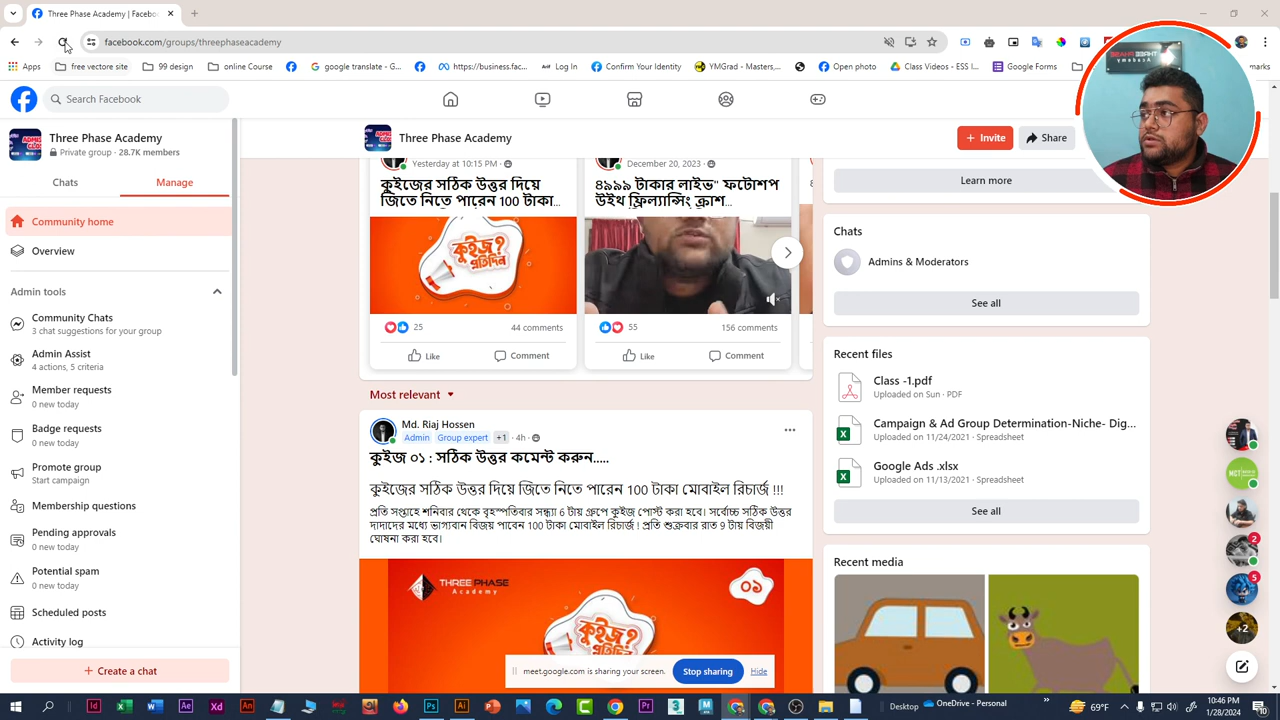 Three Phase Academy | Facebo
facebook.com/groups/threephaseacademy
Apps
free vectore site
99 design
online Course
google translate - G...
https://business.fac...
Log In
Confirm Your Identity
YMGrad - Masters,...
Open photo
Class Videos - ESS I...
Google Forms
Search Facebook
Three Phase Academy
Private group · 28.7K members
Chats
Manage
Community home
Overview
Admin tools
Community Chats
3 chat suggestions for your group
Admin Assist
4 actions, 5 criteria
Member requests
0 new today
Badge requests
0 new today
Promote group
Start campaign
Membership questions
Pending approvals
0 new today
Potential spam
0 new today
Scheduled posts
Activity log
+ Create a chat
Three Phase Academy
+ Invite
Share
Yesterday at 10:15 PM
কুইজের সঠিক উত্তর দিয়ে
জিতে নিতে পারেন 100 টাকা...
কুইজ?
প্রতিদিন
25
44 comments
Like
Comment
December 20, 2023
৪৯৯৯ টাকার লাইভ" ফটোশপ
উইথ ফ্রিল্যান্সিং ক্রাশ...
55
156 comments
Like
Comment
Most relevant
Md. Riaj Hossen
Admin
Group expert
+1 · 4h
কুইজ ০১ : সঠিক উত্তর কমেন্ট করুন.....
কুইজের সঠিক উত্তর দিয়ে জিতে নিতে পারেন 100 টাকা মোবাইল রিচার্জ !!!
প্রতি সপ্তাহে শনিবার থেকে বৃহস্পতিবার সন্ধ্যা 6 টায় গ্রুপে কুইজ পোস্ট করা হবে। সর্বোচ্চ সঠিক উত্তর
দাদাদের মধ্যে ভাগ্যবান বিজয় পাবেন 100 টাকা মোবাইল রিচার্জ ! প্রতি শুক্রবার রাত 9 টায় বিজয়ী
ঘোষনা করা হবে।
THREE PHASE
Academy
০১
কুইজ?
Learn more
Chats
Admins & Moderators
See all
Recent files
Class -1.pdf
Uploaded on Sun · PDF
Campaign & Ad Group Determination-Niche- Dig...
Uploaded on 11/24/2021 · Spreadsheet
Google Ads .xlsx
Uploaded on 11/13/2021 · Spreadsheet
See all
Recent media
2
5
+2
meet.google.com is sharing your screen.
Stop sharing
Hide
Desktop
OneDrive - Personal
69°F
10:46 PM
1/28/2024